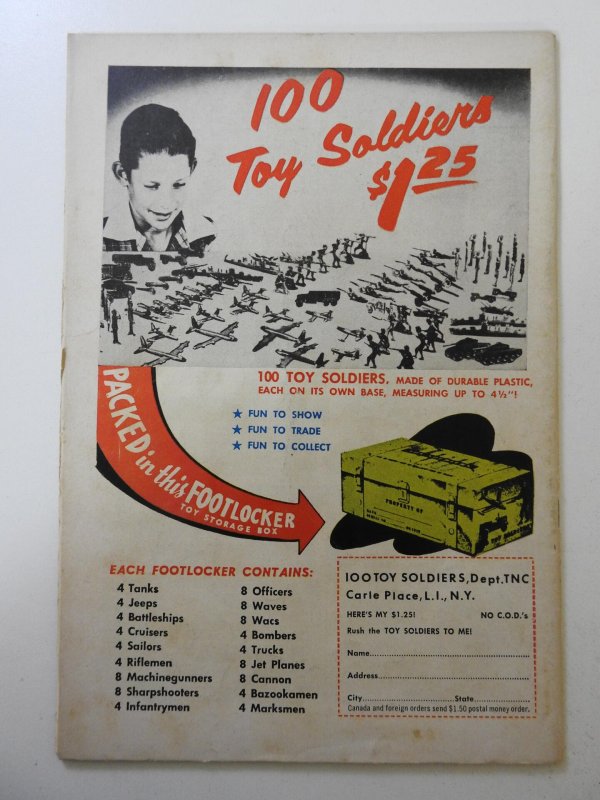 100
Toy Soldiers
$1.25
100 TOY SOLDIERS, MADE OF DURABLE PLASTIC,
EACH ON ITS OWN BASE, MEASURING UP TO 4½"!
★ FUN TO SHOW
★ FUN TO TRADE
★ FUN TO COLLECT
PACKED in this FOOTLOCKER
TOY STORAGE BOX
PROPERTY OF
EACH FOOTLOCKER CONTAINS:
4 Tanks
4 Jeeps
4 Battleships
4 Cruisers
4 Sailors
4 Riflemen
8 Machinegunners
8 Sharpshooters
4 Infantrymen
8 Officers
8 Waves
8 Wacs
4 Bombers
4 Trucks
8 Jet Planes
8 Cannon
4 Bazookamen
4 Marksmen
100 TOY SOLDIERS, Dept. TNC
Carle Place, L.I., N.Y.
HERE'S MY $1.25! NO C.O.D.'s
Rush the TOY SOLDIERS TO ME!
Name
Address
City State
Canada and foreign orders send $1.50 postal money order.